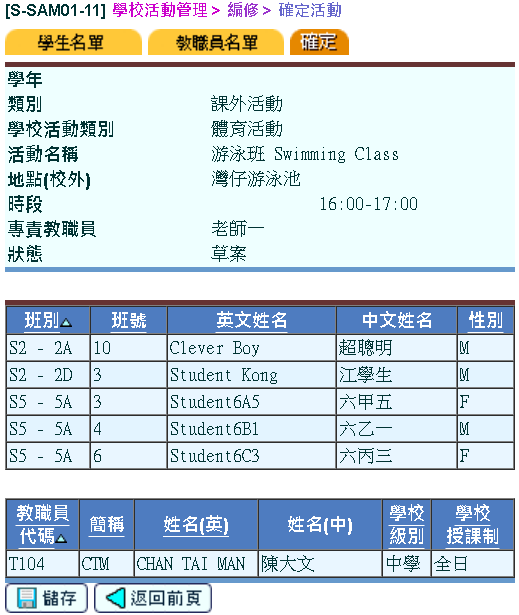 [S-SAM01-11] 學校活動管理 > 編修 > 確定活動
學生名單 教職員名單 確定
學年
類別 課外活動
學校活動類別 體育活動
活動名稱 游泳班 Swimming Class
地點(校外) 灣仔游泳池
時段 16:00-17:00
專責教職員 老師一
狀態 草案
班別 班號 英文姓名 中文姓名 性別
S2 - 2A 10 Clever Boy 超聰明 M
S2 - 2D 3 Student Kong 江學生 M
S5 - 5A 3 Student6A5 六甲五 F
S5 - 5A 4 Student6B1 六乙一 M
S5 - 5A 6 Student6C3 六丙三 F
教職員代碼 簡稱 姓名(英) 姓名(中) 學校級別 學校授課制
T104 CTM CHAN TAI MAN 陳大文 中學 全日
儲存 返回前頁